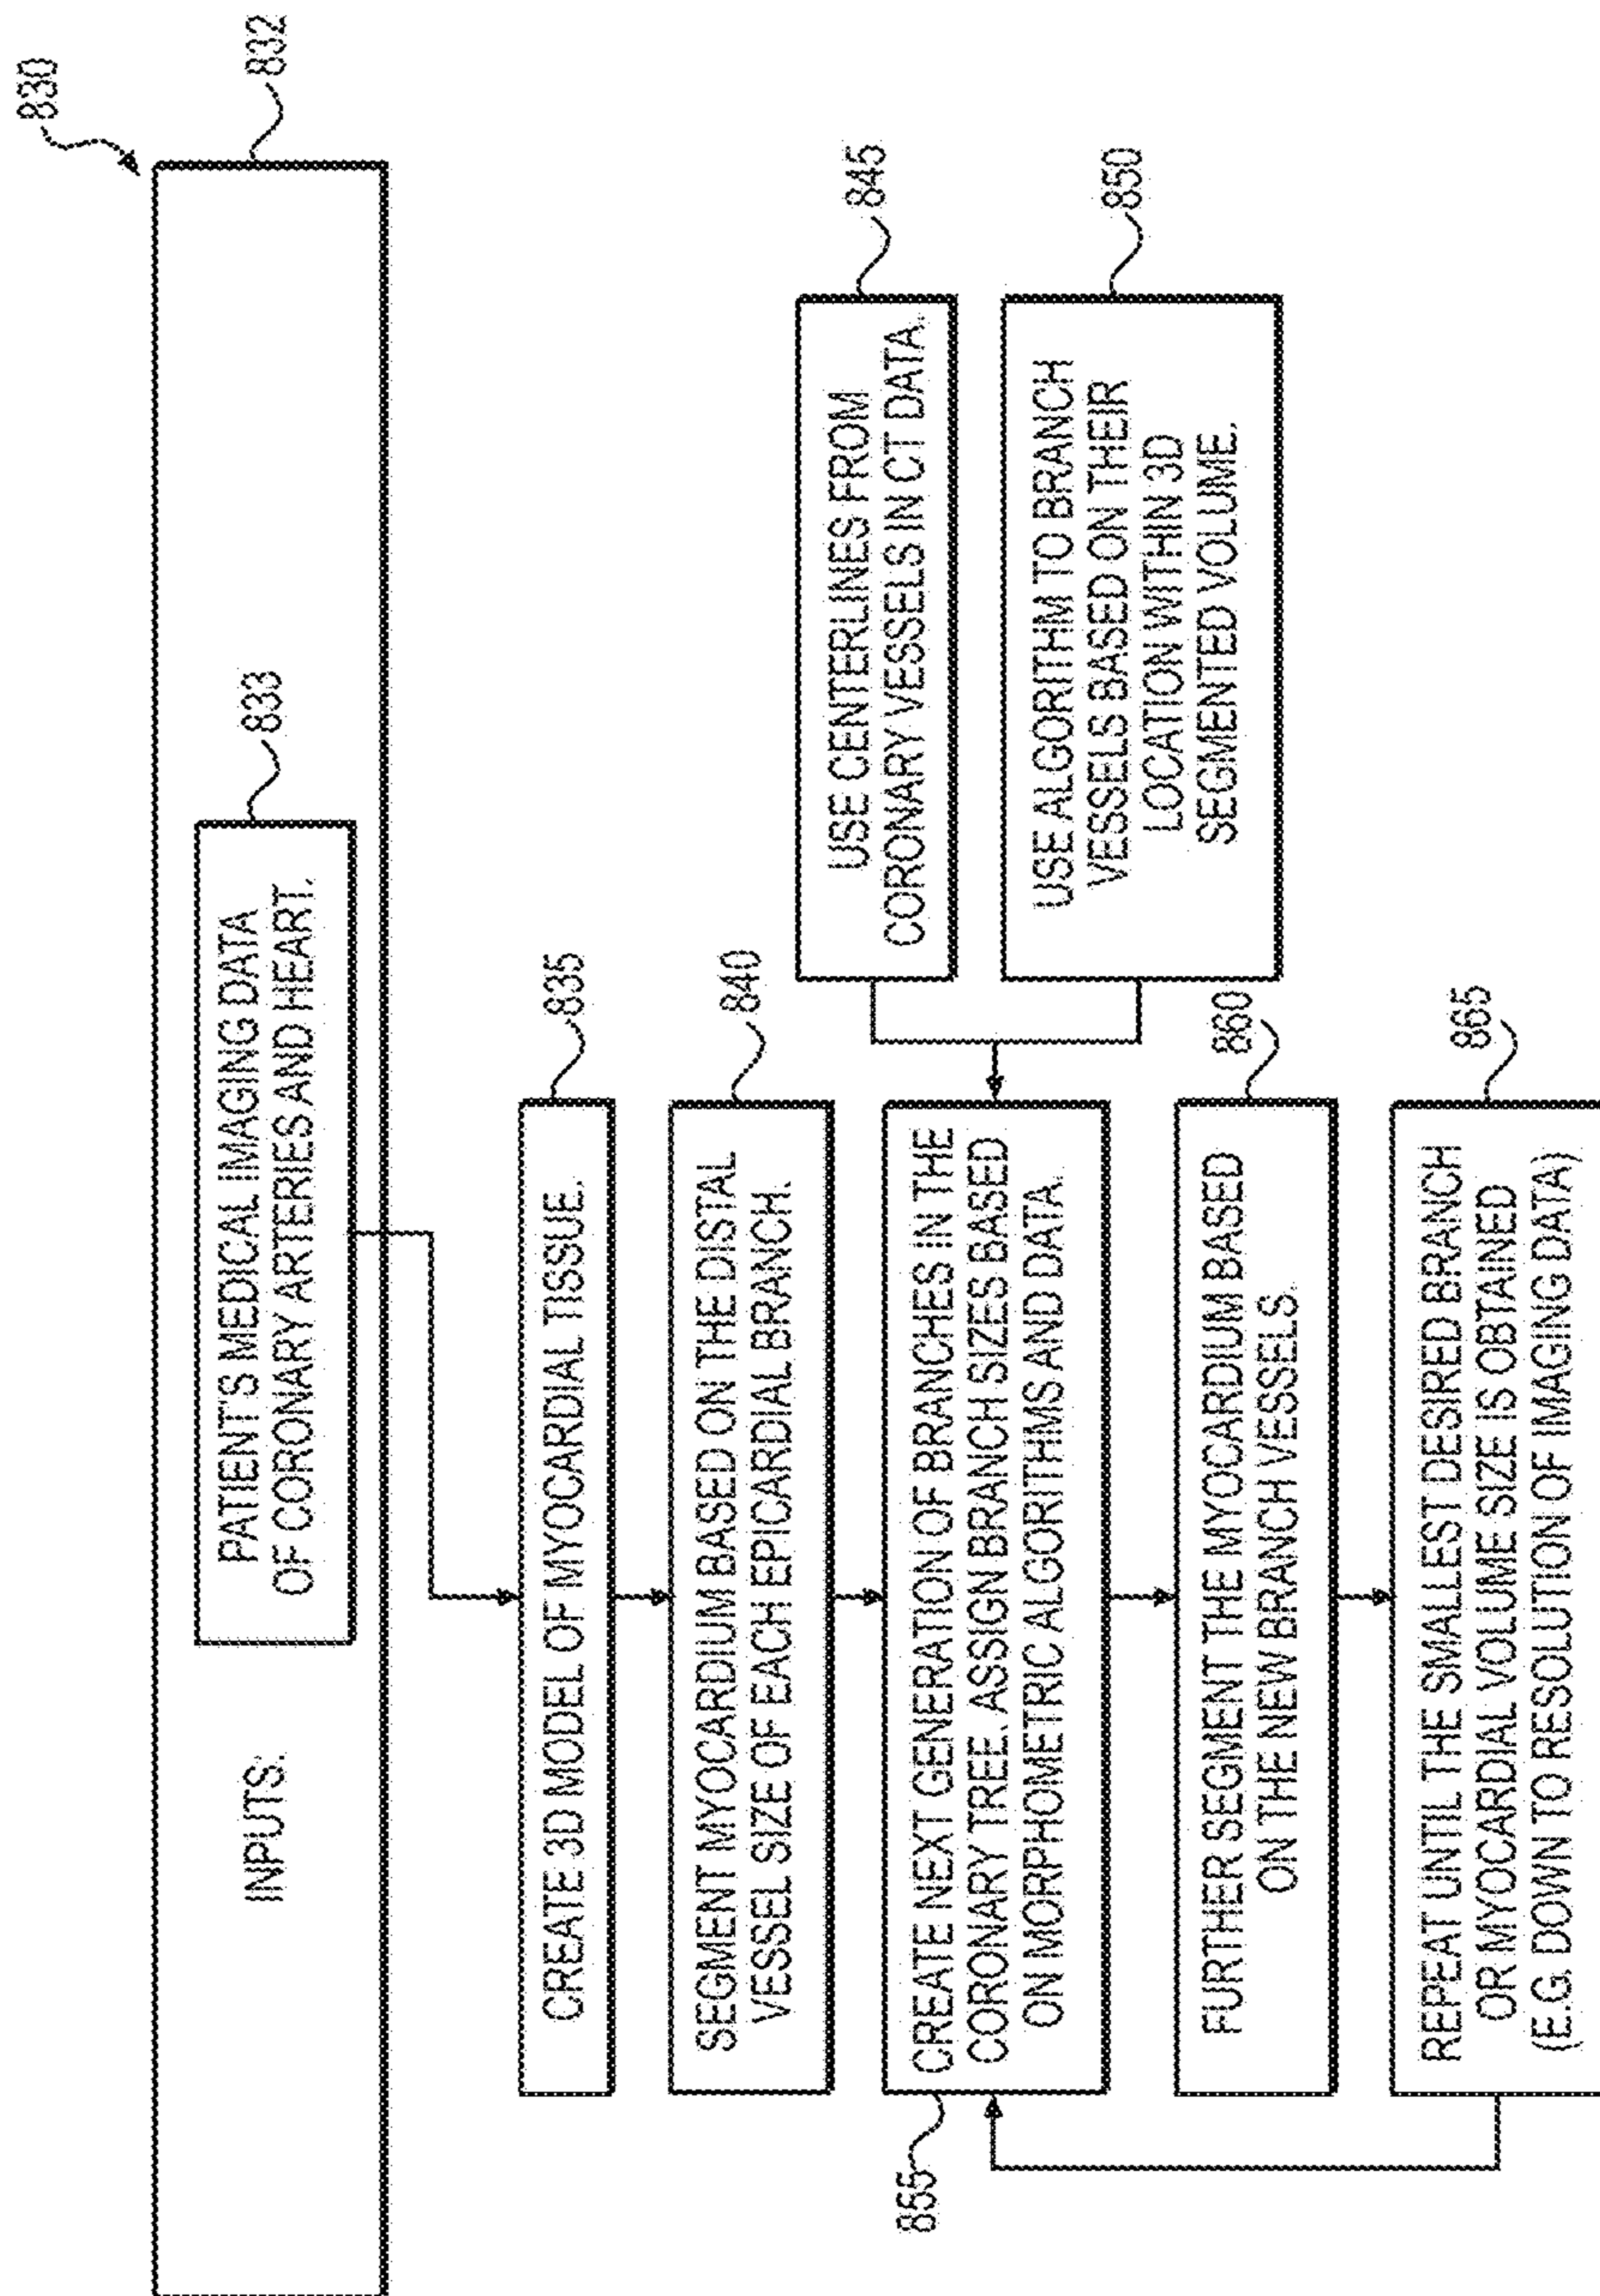 830
832
INPUTS:
833
PATIENT'S MEDICAL IMAGING DATA
OF CORONARY ARTERIES AND HEART.
835
CREATE 3D MODEL OF MYOCARDIAL TISSUE.
840
SEGMENT MYOCARDIUM BASED ON THE DISTAL
VESSEL SIZE OF EACH EPICARDIAL BRANCH.
845
USE CENTERLINES FROM
CORONARY VESSELS IN CT DATA.
850
USE ALGORITHM TO BRANCH
VESSELS BASED ON THEIR
LOCATION WITHIN 3D
SEGMENTED VOLUME.
855
CREATE NEXT GENERATION OF BRANCHES IN THE
CORONARY TREE. ASSIGN BRANCH SIZES BASED
ON MORPHOMETRIC ALGORITHMS AND DATA.
860
FURTHER SEGMENT THE MYOCARDIUM BASED
ON THE NEW BRANCH VESSELS.
865
REPEAT UNTIL THE SMALLEST DESIRED BRANCH
OR MYOCARDIAL VOLUME SIZE IS OBTAINED
(E.G. DOWN TO RESOLUTION OF IMAGING DATA)